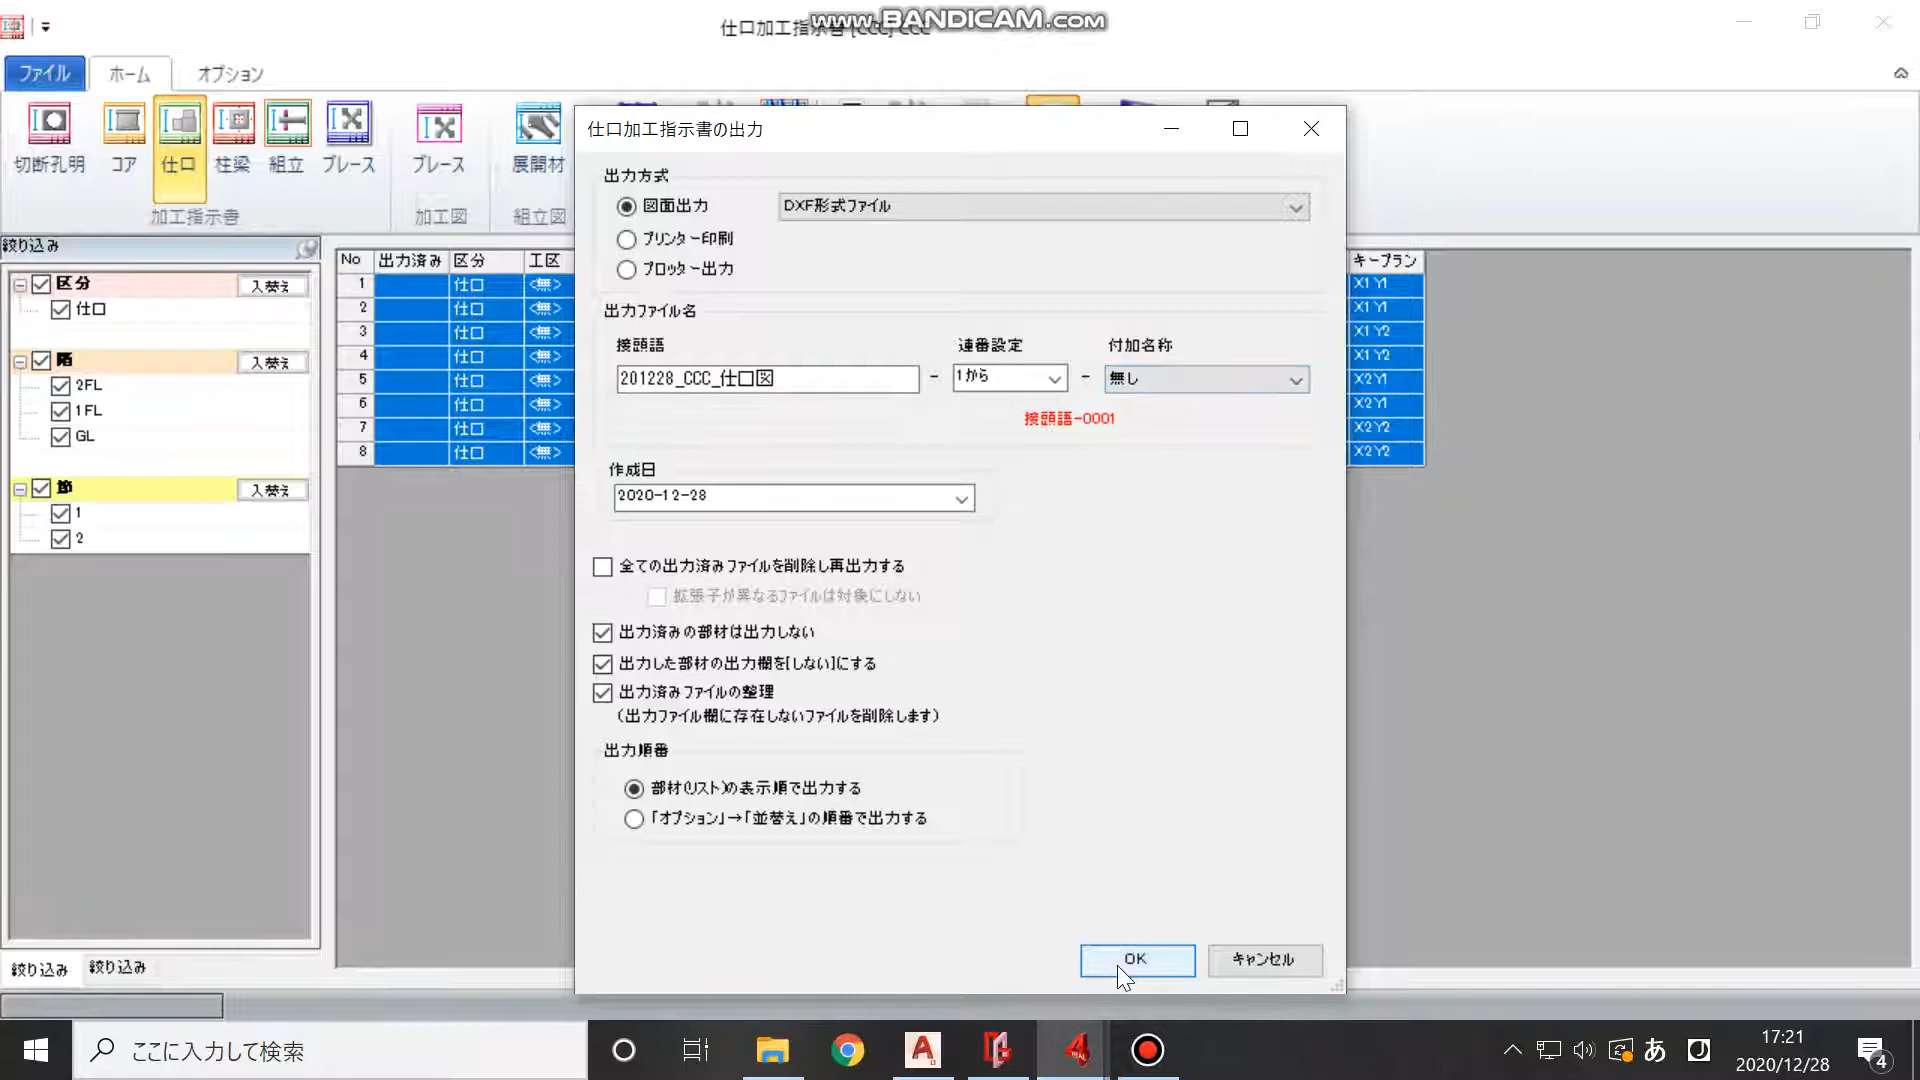 www.BANDICAM.com
仕口加工指示書 [CCC] CCC
ファイル ホーム オプション
切断孔明 コア 仕口 柱梁 組立 ブレース ブレース 展開材
加工指示書 加工図 組立図
絞り込み
区分 入替え
仕口
階 入替え
2FL
1FL
GL
節 入替え
1
2
絞り込み 絞り込み
No 出力済み 区分 工区 キープラン
1 仕口 <無> X1 Y1
2 仕口 <無> X1 Y1
3 仕口 <無> X1 Y2
4 仕口 <無> X1 Y2
5 仕口 <無> X2 Y1
6 仕口 <無> X2 Y1
7 仕口 <無> X2 Y2
8 仕口 <無> X2 Y2
仕口加工指示書の出力
出力方式
図面出力 DXF形式ファイル
プリンター印刷
プロッター出力
出力ファイル名
接頭語 連番設定 付加名称
201228_CCC_仕口図 - 1から - 無し
接頭語-0001
作成日
2020-12-28
全ての出力済みファイルを削除し再出力する
拡張子が異なるファイルは対象にしない
出力済みの部材は出力しない
出力した部材の出力欄を[しない]にする
出力済みファイルの整理
(出力ファイル欄に存在しないファイルを削除します)
出力順番
部材(リスト)の表示順で出力する
「オプション」→「並替え」の順番で出力する
OK キャンセル
ここに入力して検索
A LT
REAL 4
あ
17:21
2020/12/28
4